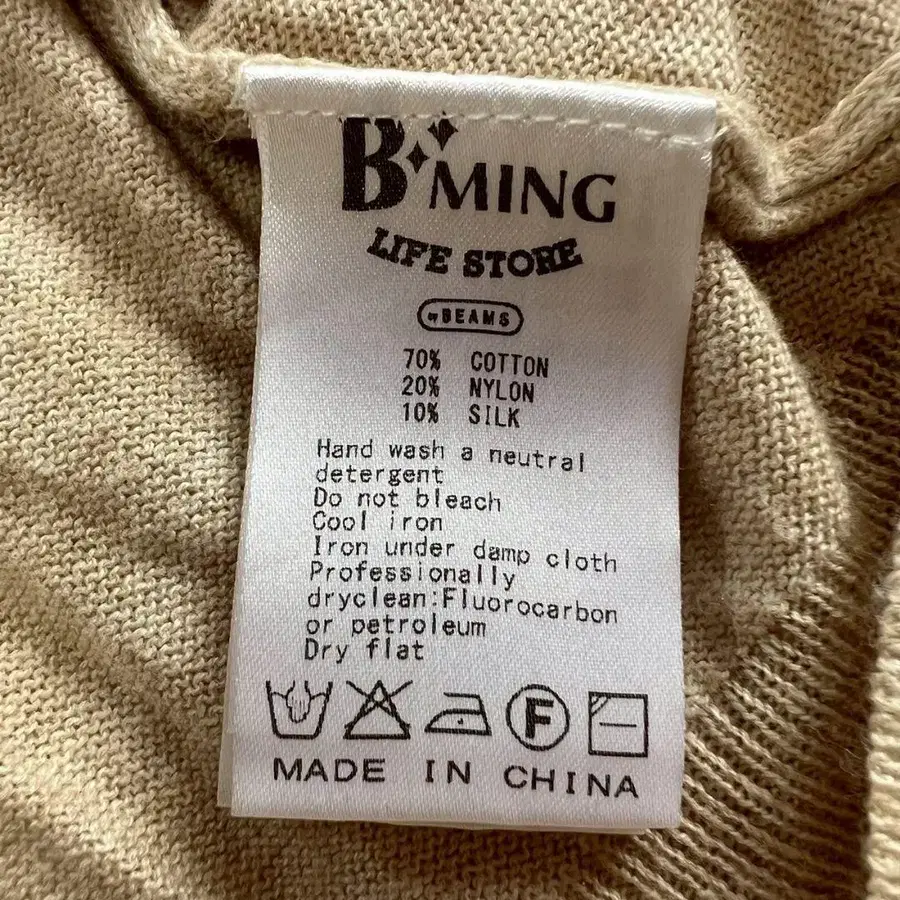 B MING
LIFE STORE
by BEAMS
70% COTTON
20% NYLON
10% SILK
Hand wash a neutral
detergent
Do not bleach
Cool iron
Iron under damp cloth
Professionally
dryclean:Fluorocarbon
or petroleum
Dry flat
F
MADE IN CHINA